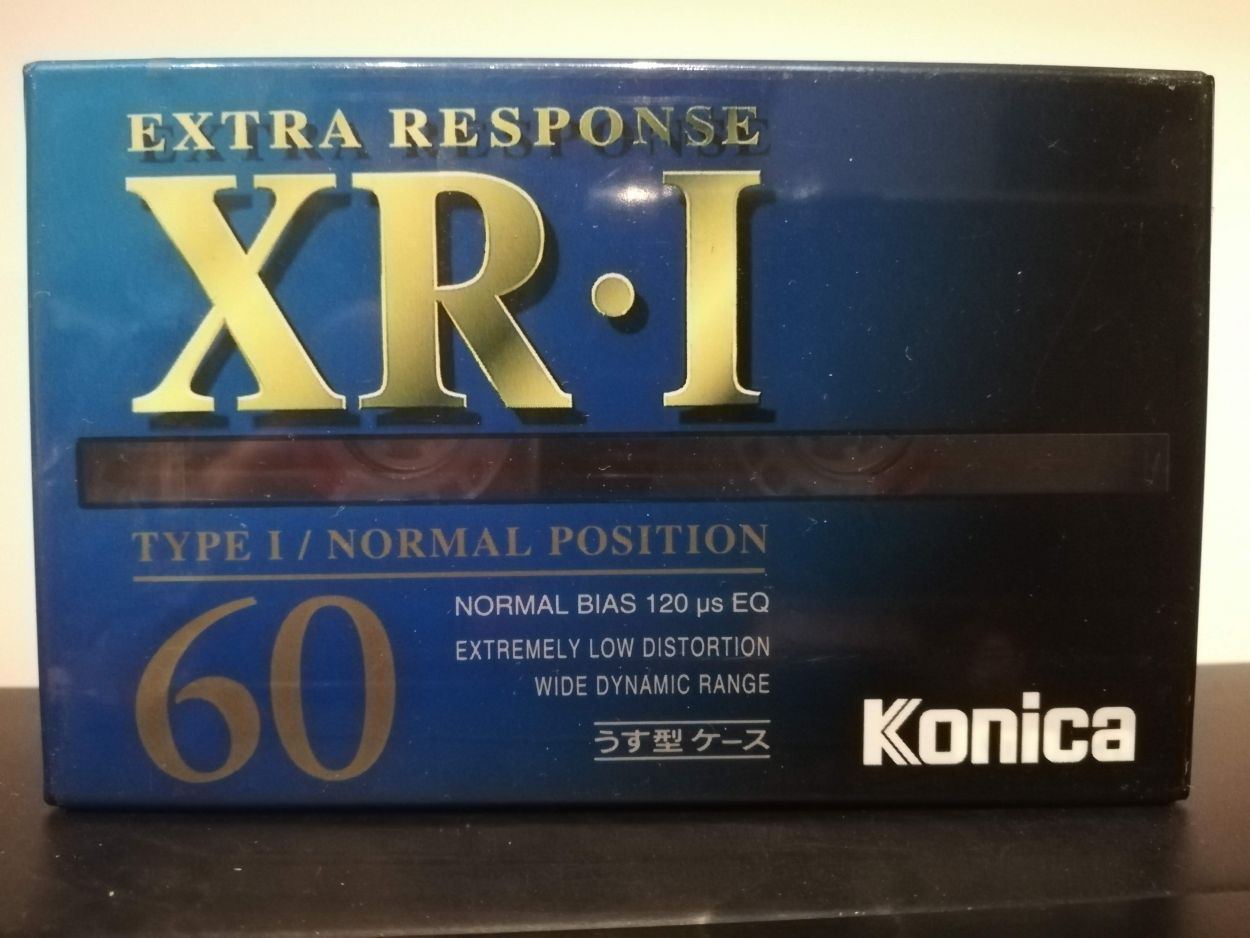 EXTRA RESPONSE
XR·I
TYPE I / NORMAL POSITION
60
NORMAL BIAS 120 µs EQ
EXTREMELY LOW DISTORTION
WIDE DYNAMIC RANGE
うす型 ケース
Konica